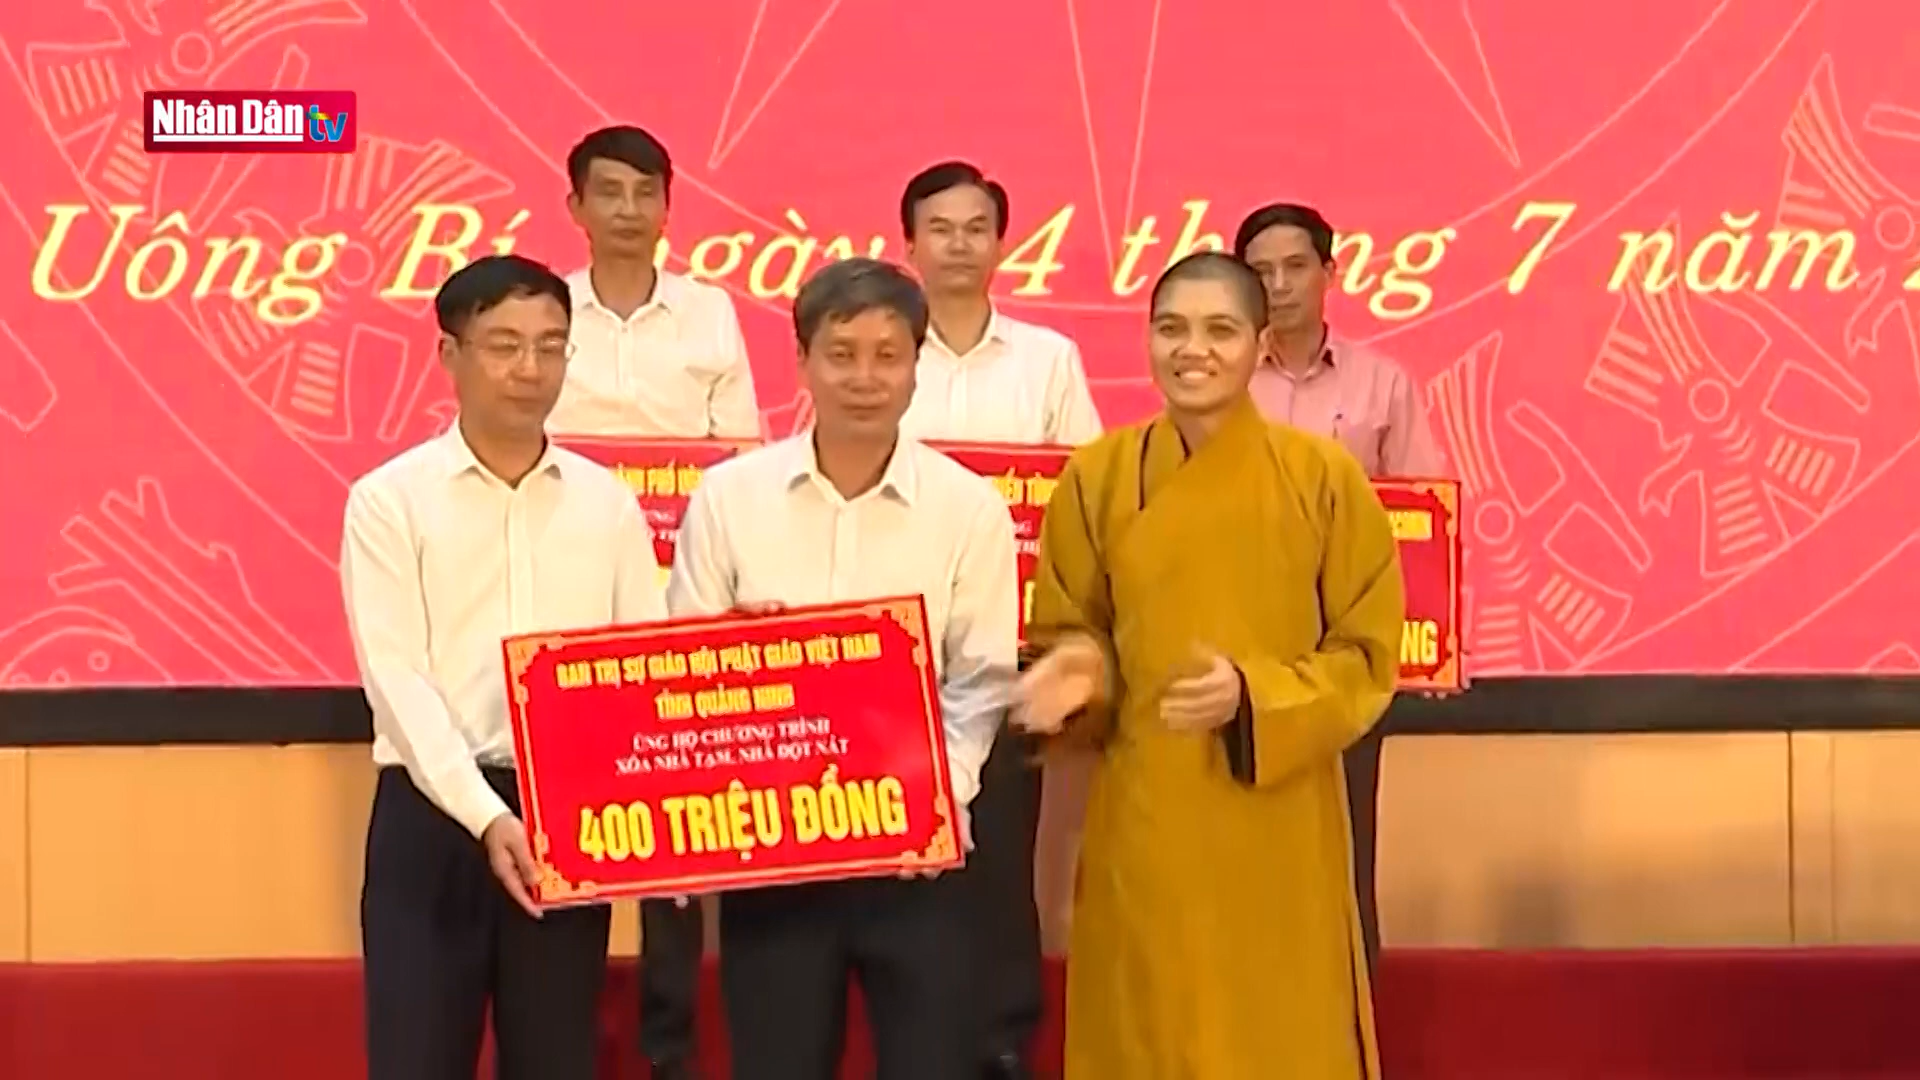 Nhân Dân tv
Uông Bí, ngày 4 tháng 7 năm
BAN TRỊ SỰ GIÁO HỘI PHẬT GIÁO VIỆT NAM
TỈNH QUẢNG NINH
ỦNG HỘ CHƯƠNG TRÌNH
XÓA NHÀ TẠM, NHÀ DỘT NÁT
400 TRIỆU ĐỒNG